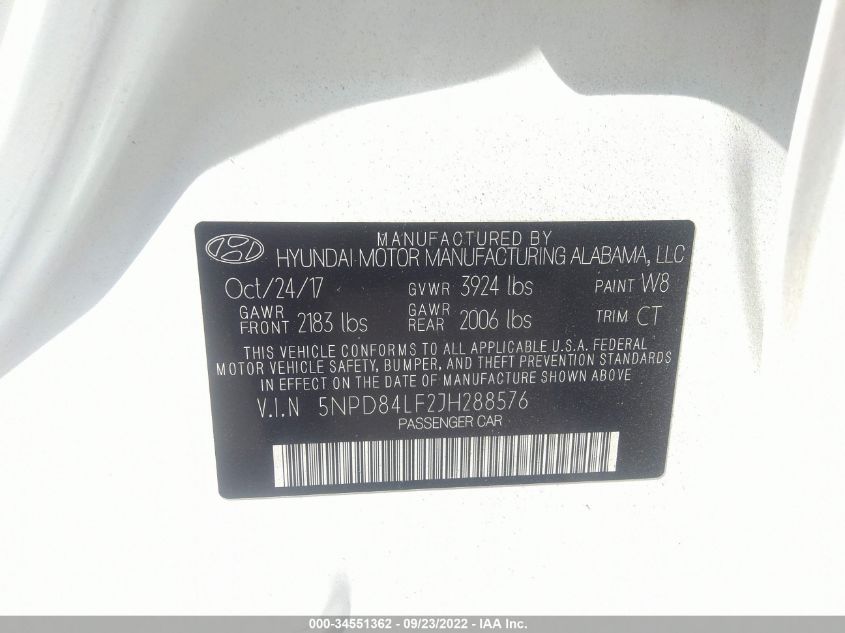 MANUFACTURED BY
HYUNDAI MOTOR MANUFACTURING ALABAMA, LLC
Oct/24/17 GVWR 3924 lbs PAINT W8
GAWR FRONT 2183 lbs GAWR REAR 2006 lbs TRIM CT
THIS VEHICLE CONFORMS TO ALL APPLICABLE U.S.A. FEDERAL
MOTOR VEHICLE SAFETY, BUMPER, AND THEFT PREVENTION STANDARDS
IN EFFECT ON THE DATE OF MANUFACTURE SHOWN ABOVE
V.I.N 5NPD84LF2JH288576
PASSENGER CAR
000-34551362 - 09/23/2022 - IAA Inc.